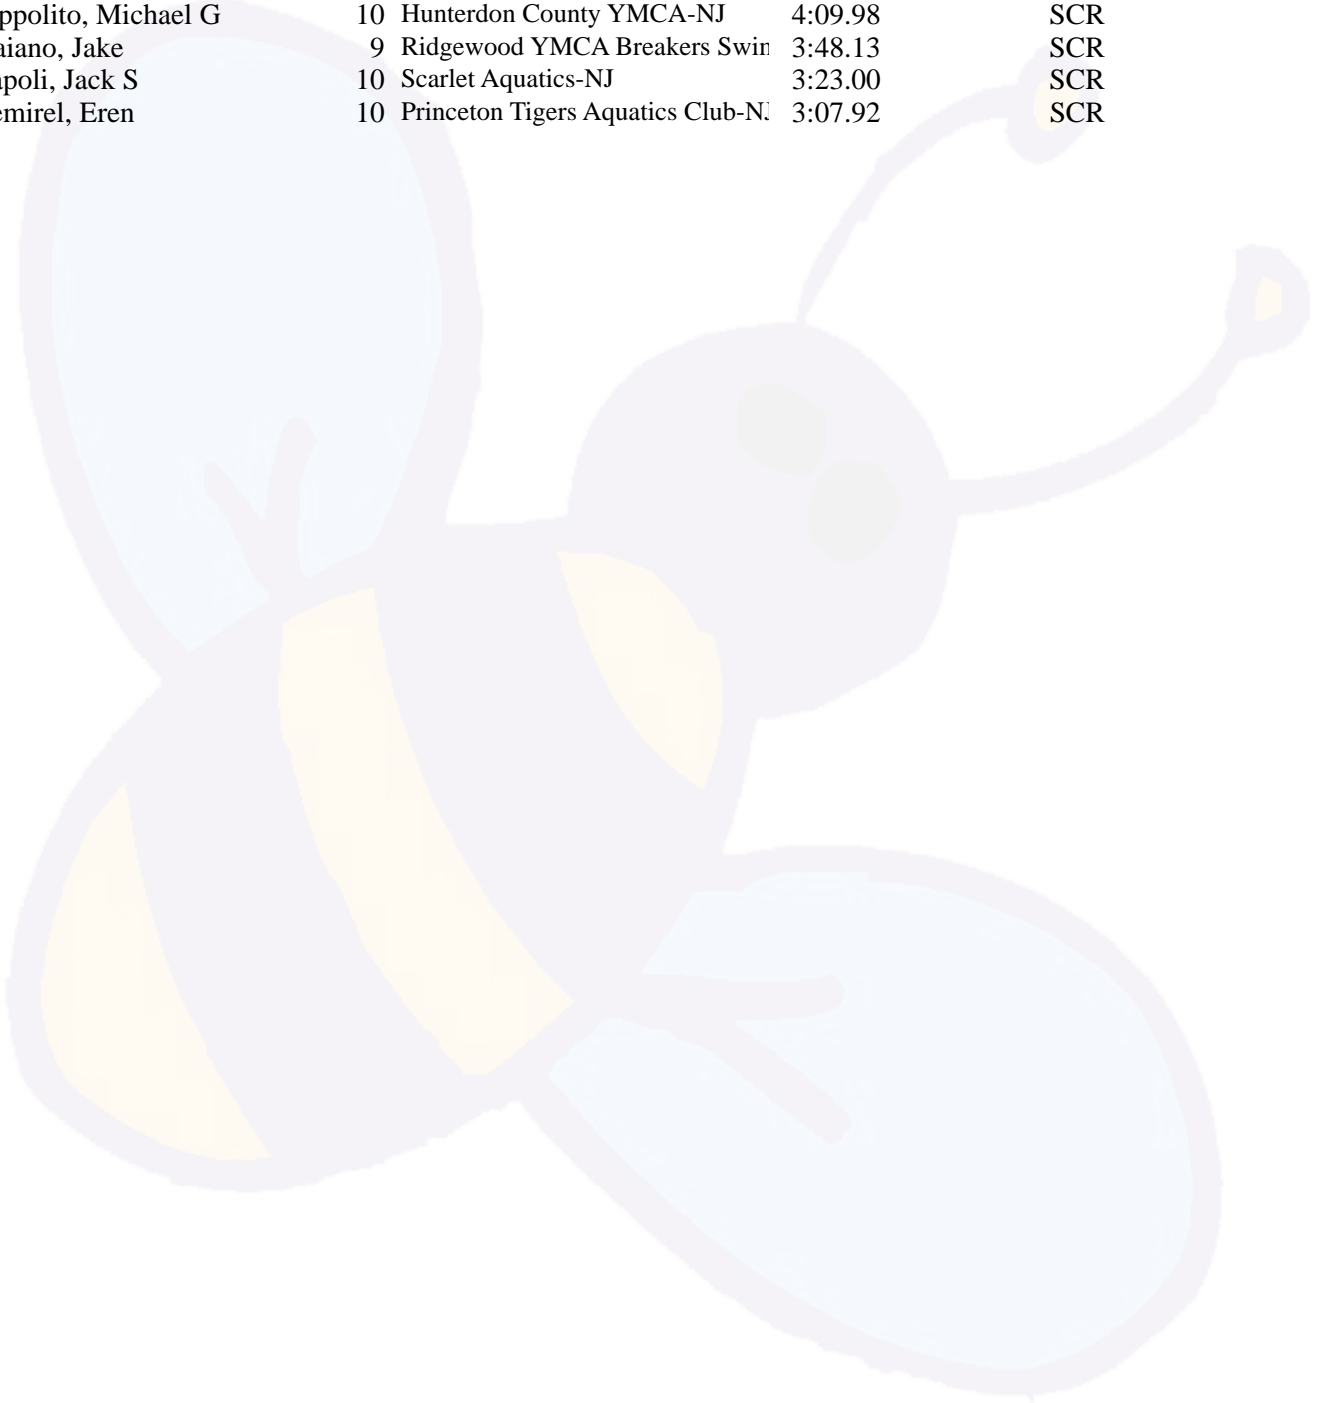 ppolito, Michael G 10 Hunterdon County YMCA-NJ 4:09.98 SCR
aiano, Jake 9 Ridgewood YMCA Breakers Swin 3:48.13 SCR
apoli, Jack S 10 Scarlet Aquatics-NJ 3:23.00 SCR
emirel, Eren 10 Princeton Tigers Aquatics Club-NJ 3:07.92 SCR